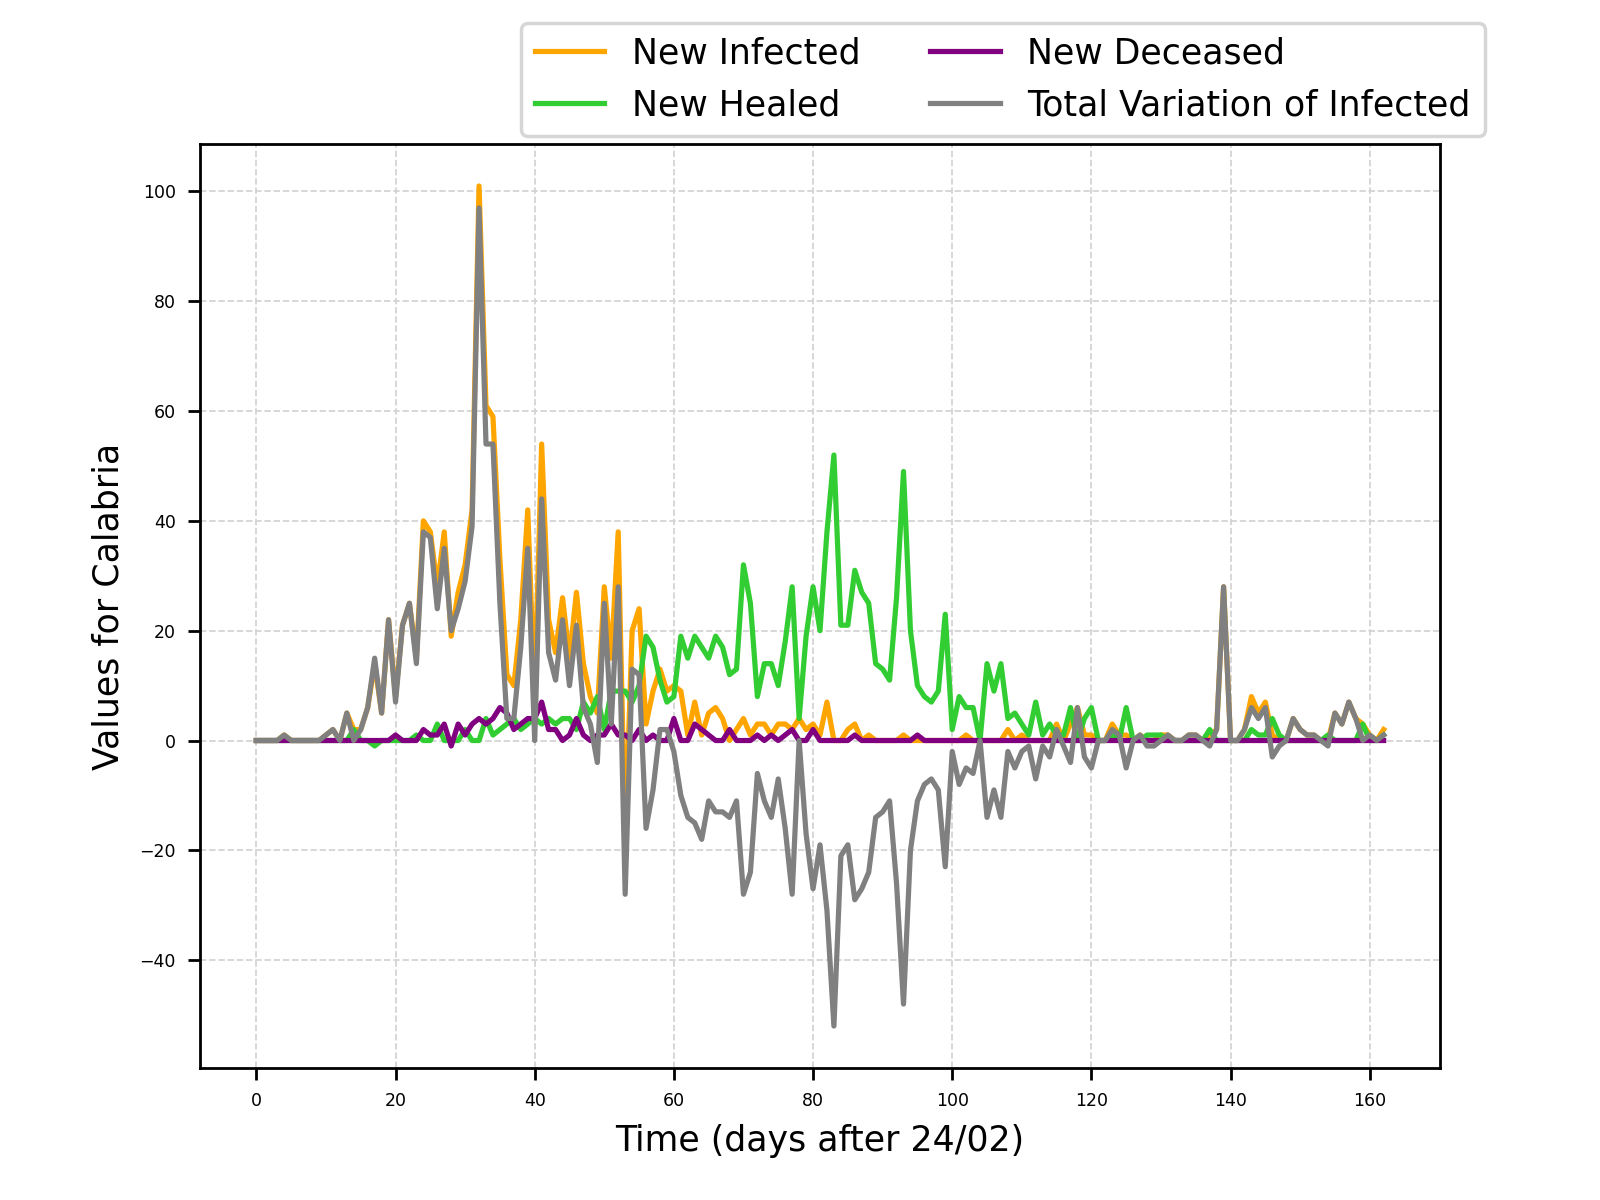 New Infected
New Healed
New Deceased
Total Variation of Infected
Values for Calabria
100
80
60
40
20
0
−20
−40
0 20 40 60 80 100 120 140 160
Time (days after 24/02)